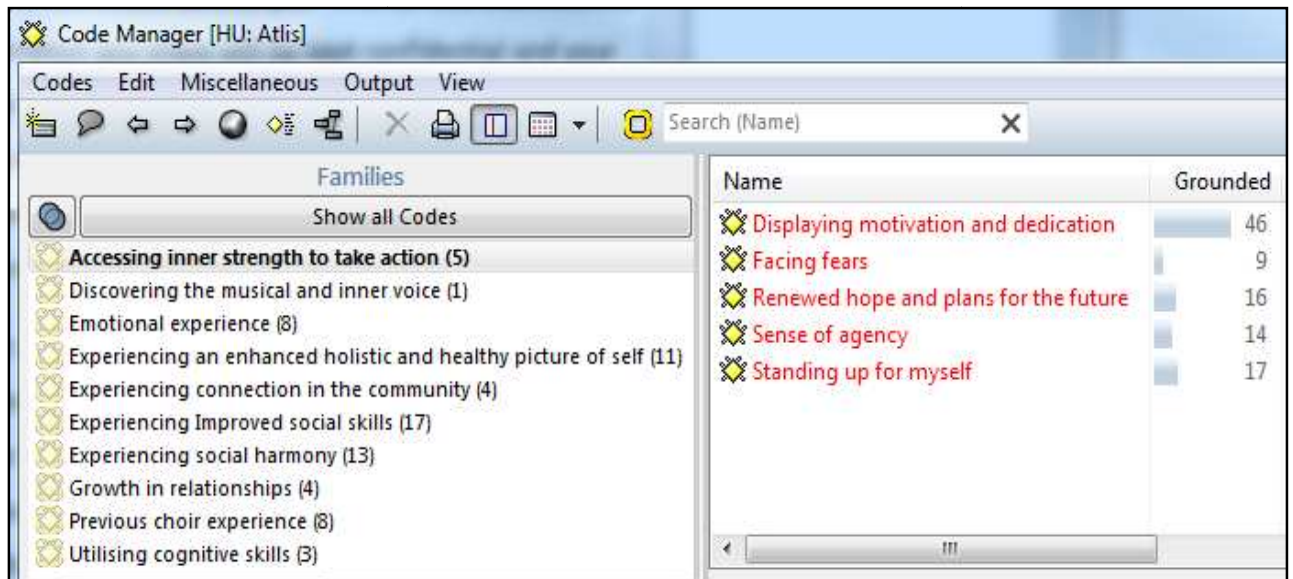 Code Manager [HU: Atlis]
Codes Edit Miscellaneous Output View
Search (Name)
Families
Show all Codes
Accessing inner strength to take action (5)
Discovering the musical and inner voice (1)
Emotional experience (8)
Experiencing an enhanced holistic and healthy picture of self (11)
Experiencing connection in the community (4)
Experiencing Improved social skills (17)
Experiencing social harmony (13)
Growth in relationships (4)
Previous choir experience (8)
Utilising cognitive skills (3)
Name Grounded
Displaying motivation and dedication 46
Facing fears 9
Renewed hope and plans for the future 16
Sense of agency 14
Standing up for myself 17